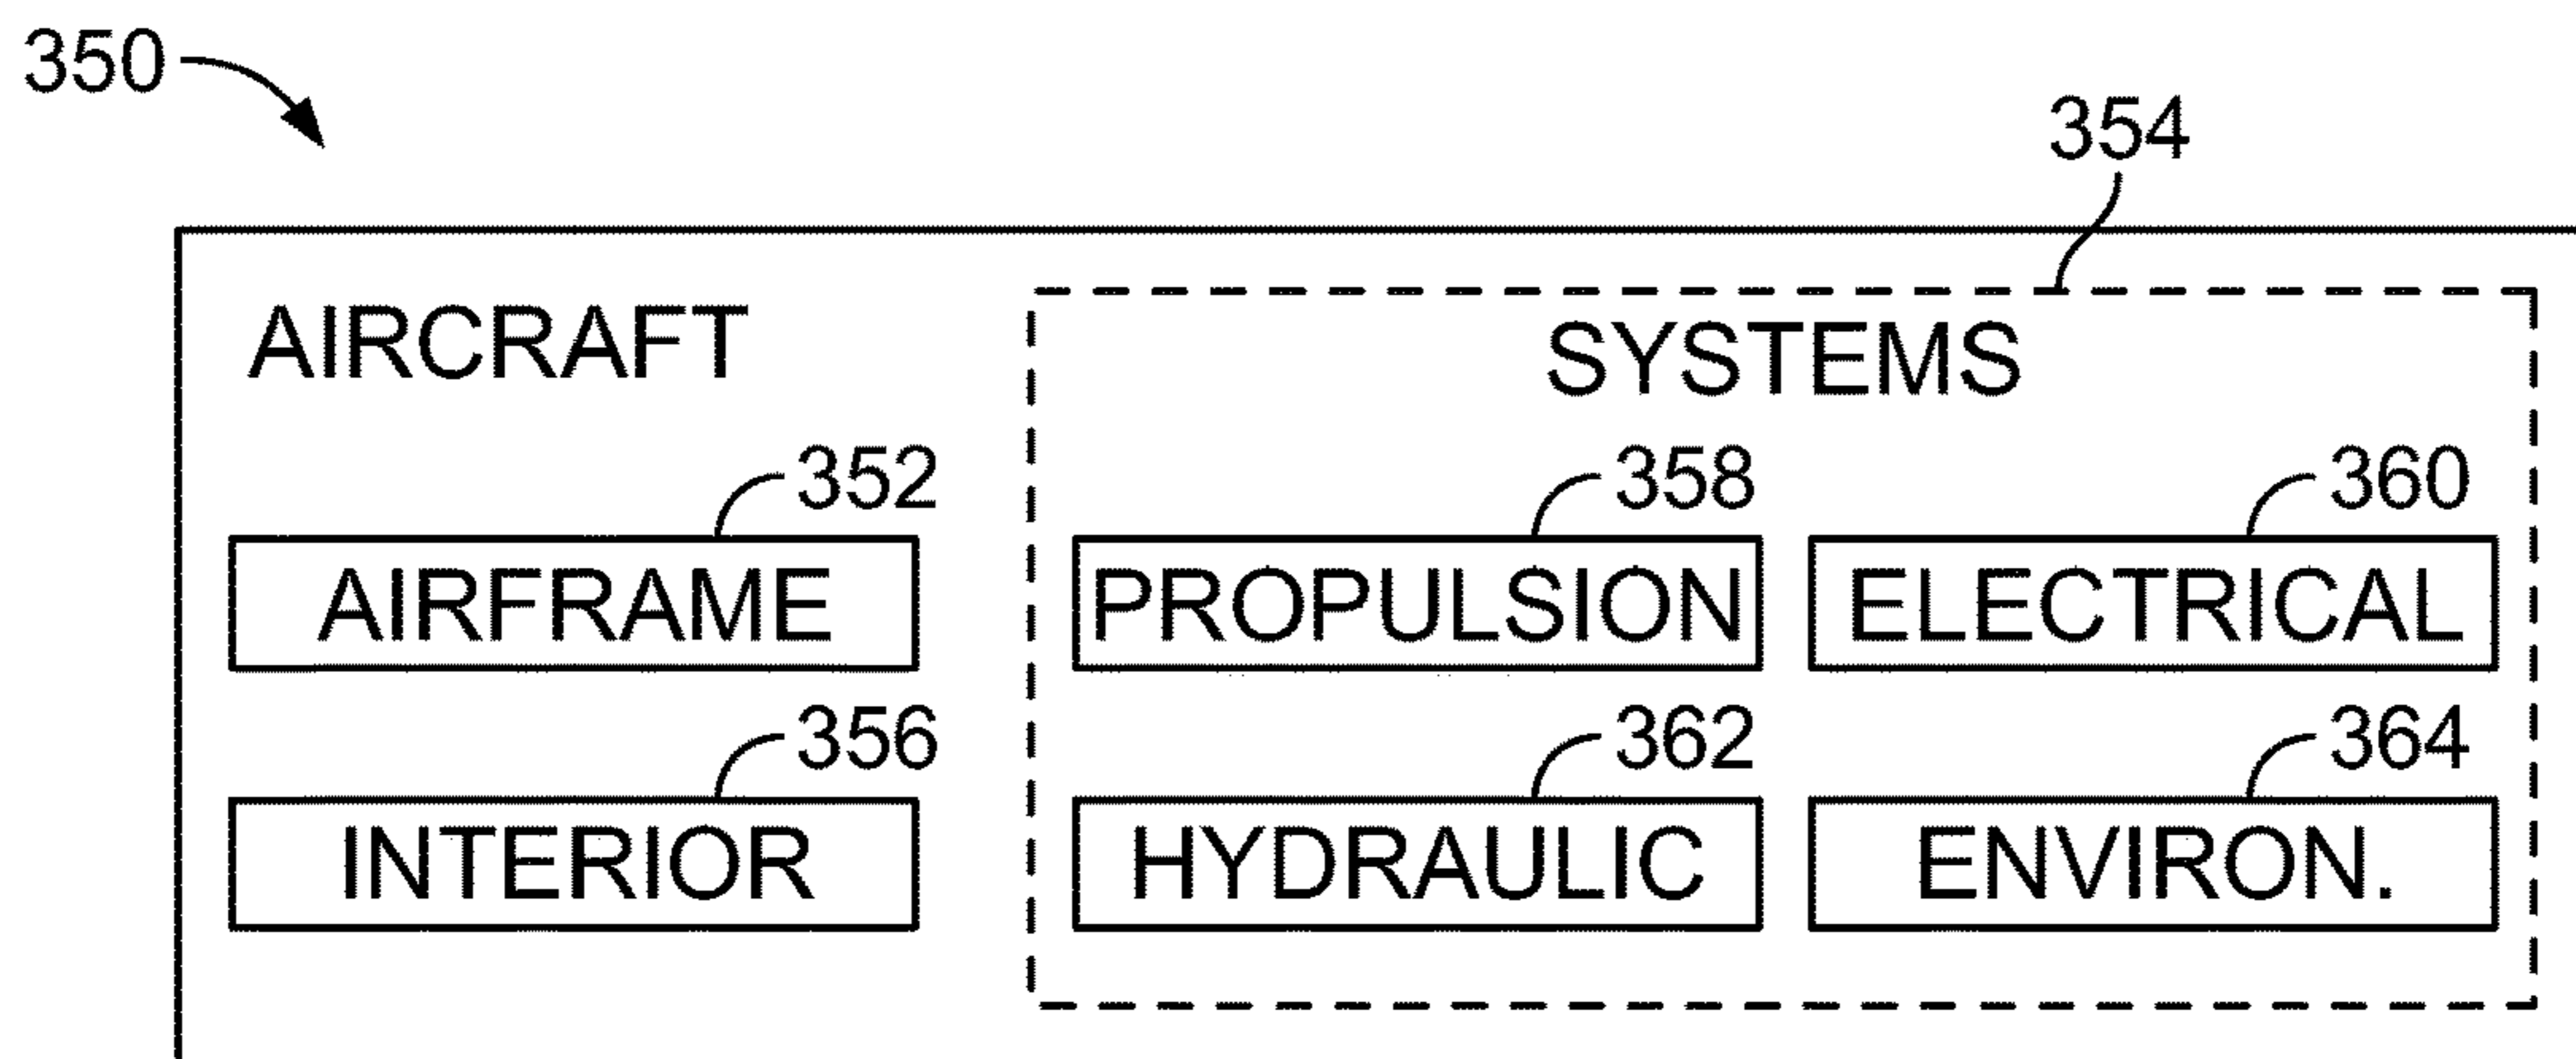 350
354
AIRCRAFT
SYSTEMS
352
358
360
AIRFRAME
PROPULSION
ELECTRICAL
356
362
364
INTERIOR
HYDRAULIC
ENVIRON.